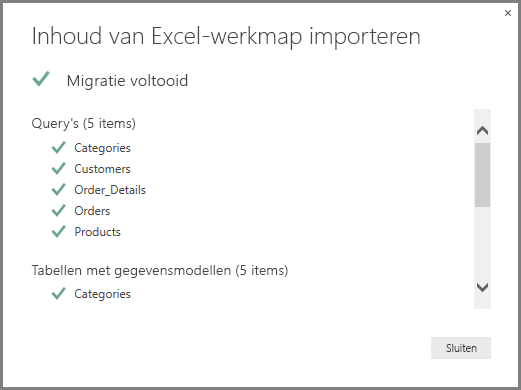 Inhoud van Excel-werkmap importeren
Migratie voltooid
Query's (5 items)
Categories
Customers
Order_Details
Orders
Products
Tabellen met gegevensmodellen (5 items)
Categories
Sluiten